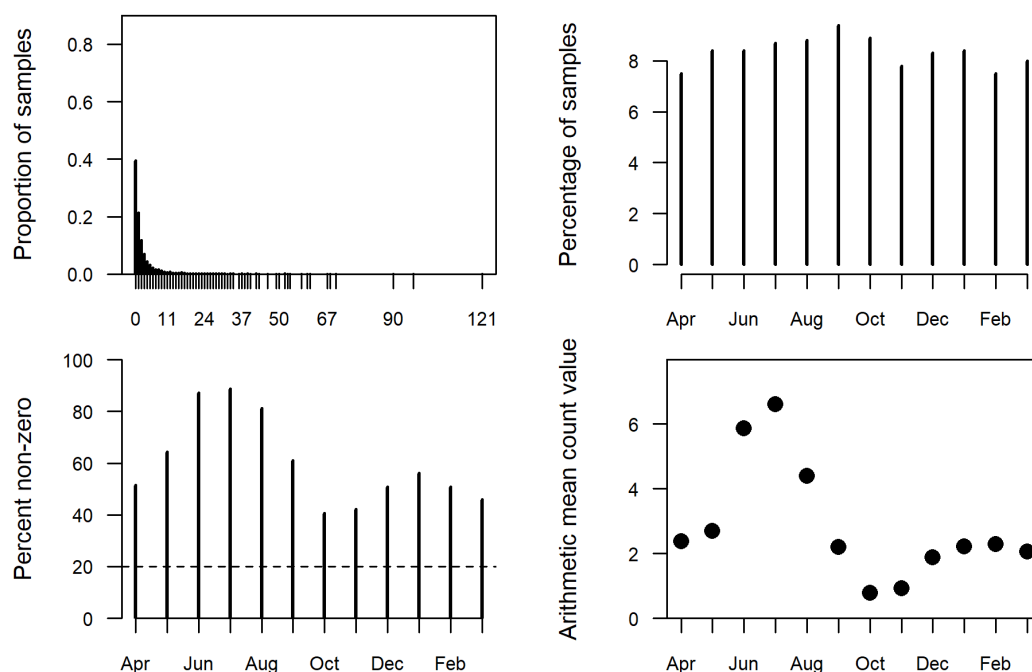 Proportion of samples
0.8
0.6
0.4
0.2
0.0
0 11 24 37 50 67 90 121
Percentage of samples
8
6
4
2
0
Apr Jun Aug Oct Dec Feb
Percent non-zero
100
80
60
40
20
0
Apr Jun Aug Oct Dec Feb
Arithmetic mean count value
6
4
2
0
Apr Jun Aug Oct Dec Feb